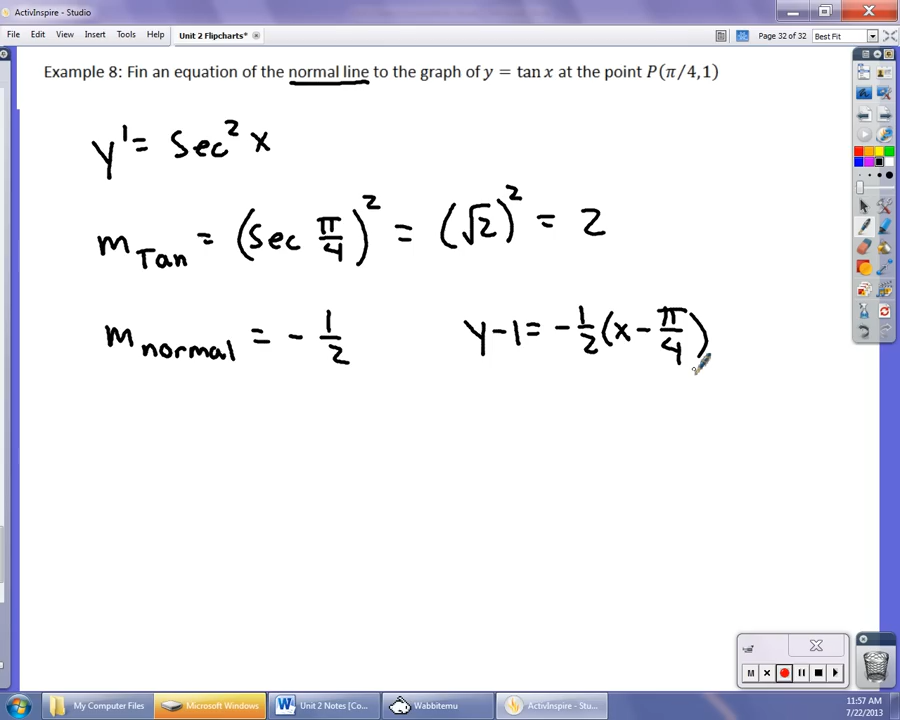 ActivInspire - Studio
File Edit View Insert Tools Help Unit 2 Flipcharts* Page 32 of 32 Best Fit
Example 8: Fin an equation of the normal line to the graph of y = tan x at the point P(π/4,1)
y' = sec² x
m_Tan = (sec π/4)² = (√2)² = 2
m_normal = - 1/2 y-1 = -1/2(x - π/4)
M
My Computer Files Microsoft Windows Unit 2 Notes [Co... Wabbitemu ActivInspire - Stu...
11:57 AM
7/22/2013